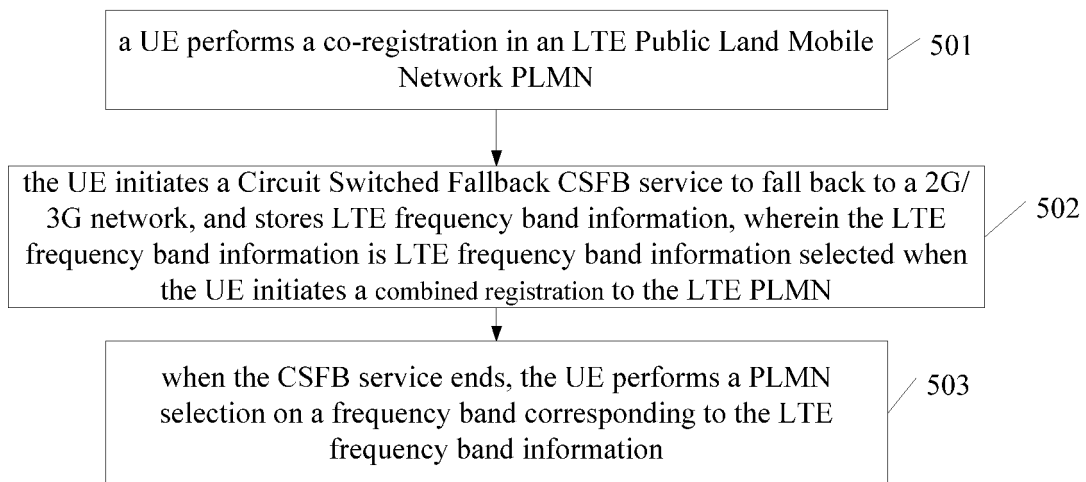 a UE performs a co-registration in an LTE Public Land Mobile
Network PLMN
501
the UE initiates a Circuit Switched Fallback CSFB service to fall back to a 2G/
3G network, and stores LTE frequency band information, wherein the LTE
frequency band information is LTE frequency band information selected when
the UE initiates a combined registration to the LTE PLMN
502
when the CSFB service ends, the UE performs a PLMN
selection on a frequency band corresponding to the LTE
frequency band information
503